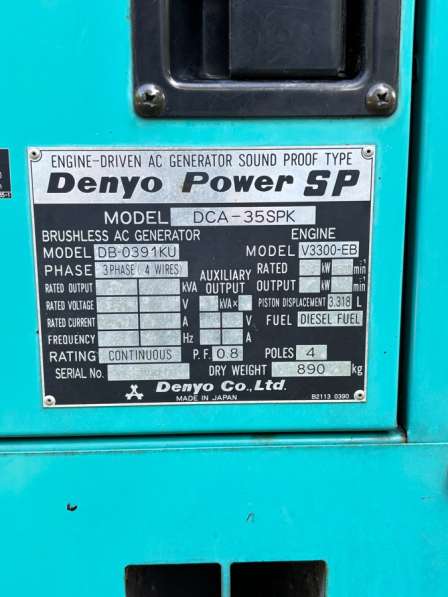 ENGINE-DRIVEN AC GENERATOR SOUND PROOF TYPE
Denyo Power SP
MODEL DCA-35SPK
BRUSHLESS AC GENERATOR ENGINE
MODEL DB-0391KU MODEL V3300-EB
PHASE 3PHASE( 4 WIRES) AUXILIARY OUTPUT RATED OUTPUT kW min⁻¹
RATED OUTPUT kVA kVA× kW min⁻¹
RATED VOLTAGE V PISTON DISPLACEMENT 3.318 L
RATED CURRENT A V FUEL DIESEL FUEL
FREQUENCY Hz A
RATING CONTINUOUS P.F. 0.8 POLES 4
SERIAL No. DRY WEIGHT 890 kg
Denyo Co., Ltd.
MADE IN JAPAN B2113 0390